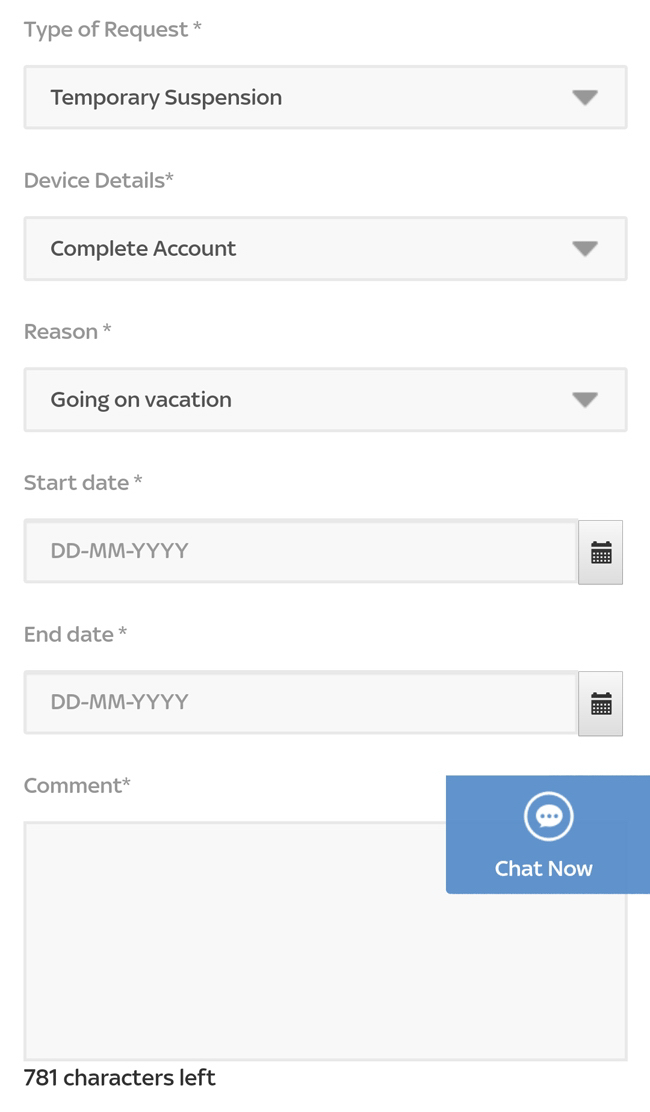 Type of Request *
Temporary Suspension
Device Details*
Complete Account
Reason *
Going on vacation
Start date *
DD-MM-YYYY
End date *
DD-MM-YYYY
Comment*
Chat Now
781 characters left